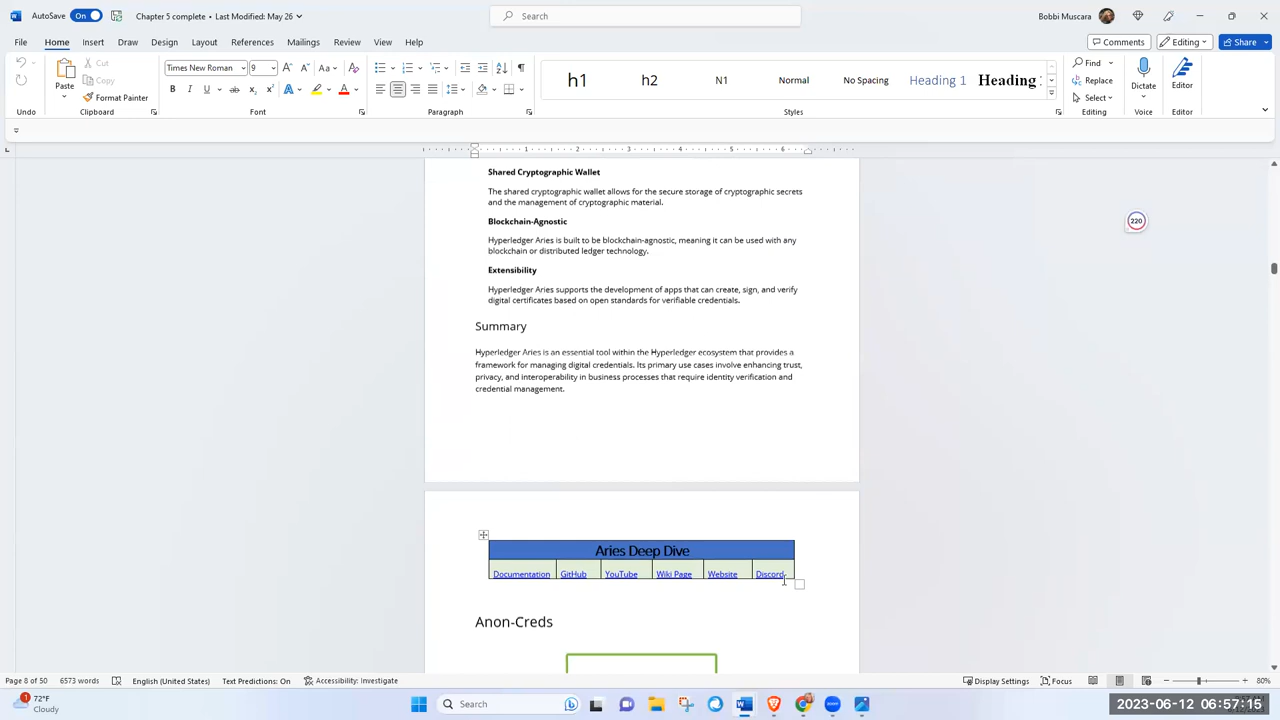 AutoSave On Chapter 5 complete • Last Modified: May 26 Search Bobbi Muscara
File Home Insert Draw Design Layout References Mailings Review View Help Comments Editing Share
Paste Cut Copy Format Painter
Times New Roman 9
h1 h2 N1 Normal No Spacing Heading 1 Heading
Find Replace Select Dictate Editor
Undo Clipboard Font Paragraph Styles Editing Voice Editor
1 2 3 4 5 6
Shared Cryptographic Wallet
The shared cryptographic wallet allows for the secure storage of cryptographic secrets
and the management of cryptographic material.
220
Blockchain-Agnostic
Hyperledger Aries is built to be blockchain-agnostic, meaning it can be used with any
blockchain or distributed ledger technology.
Extensibility
Hyperledger Aries supports the development of apps that can create, sign, and verify
digital certificates based on open standards for verifiable credentials.
Summary
Hyperledger Aries is an essential tool within the Hyperledger ecosystem that provides a
framework for managing digital credentials. Its primary use cases involve enhancing trust,
privacy, and interoperability in business processes that require identity verification and
credential management.
Aries Deep Dive
Documentation GitHub YouTube Wiki Page Website Discord
Anon-Creds
Page 8 of 50 6573 words English (United States) Text Predictions: On Accessibility: Investigate Display Settings Focus 80%
72°F
Cloudy
Search
2023-06-12 06:57:15